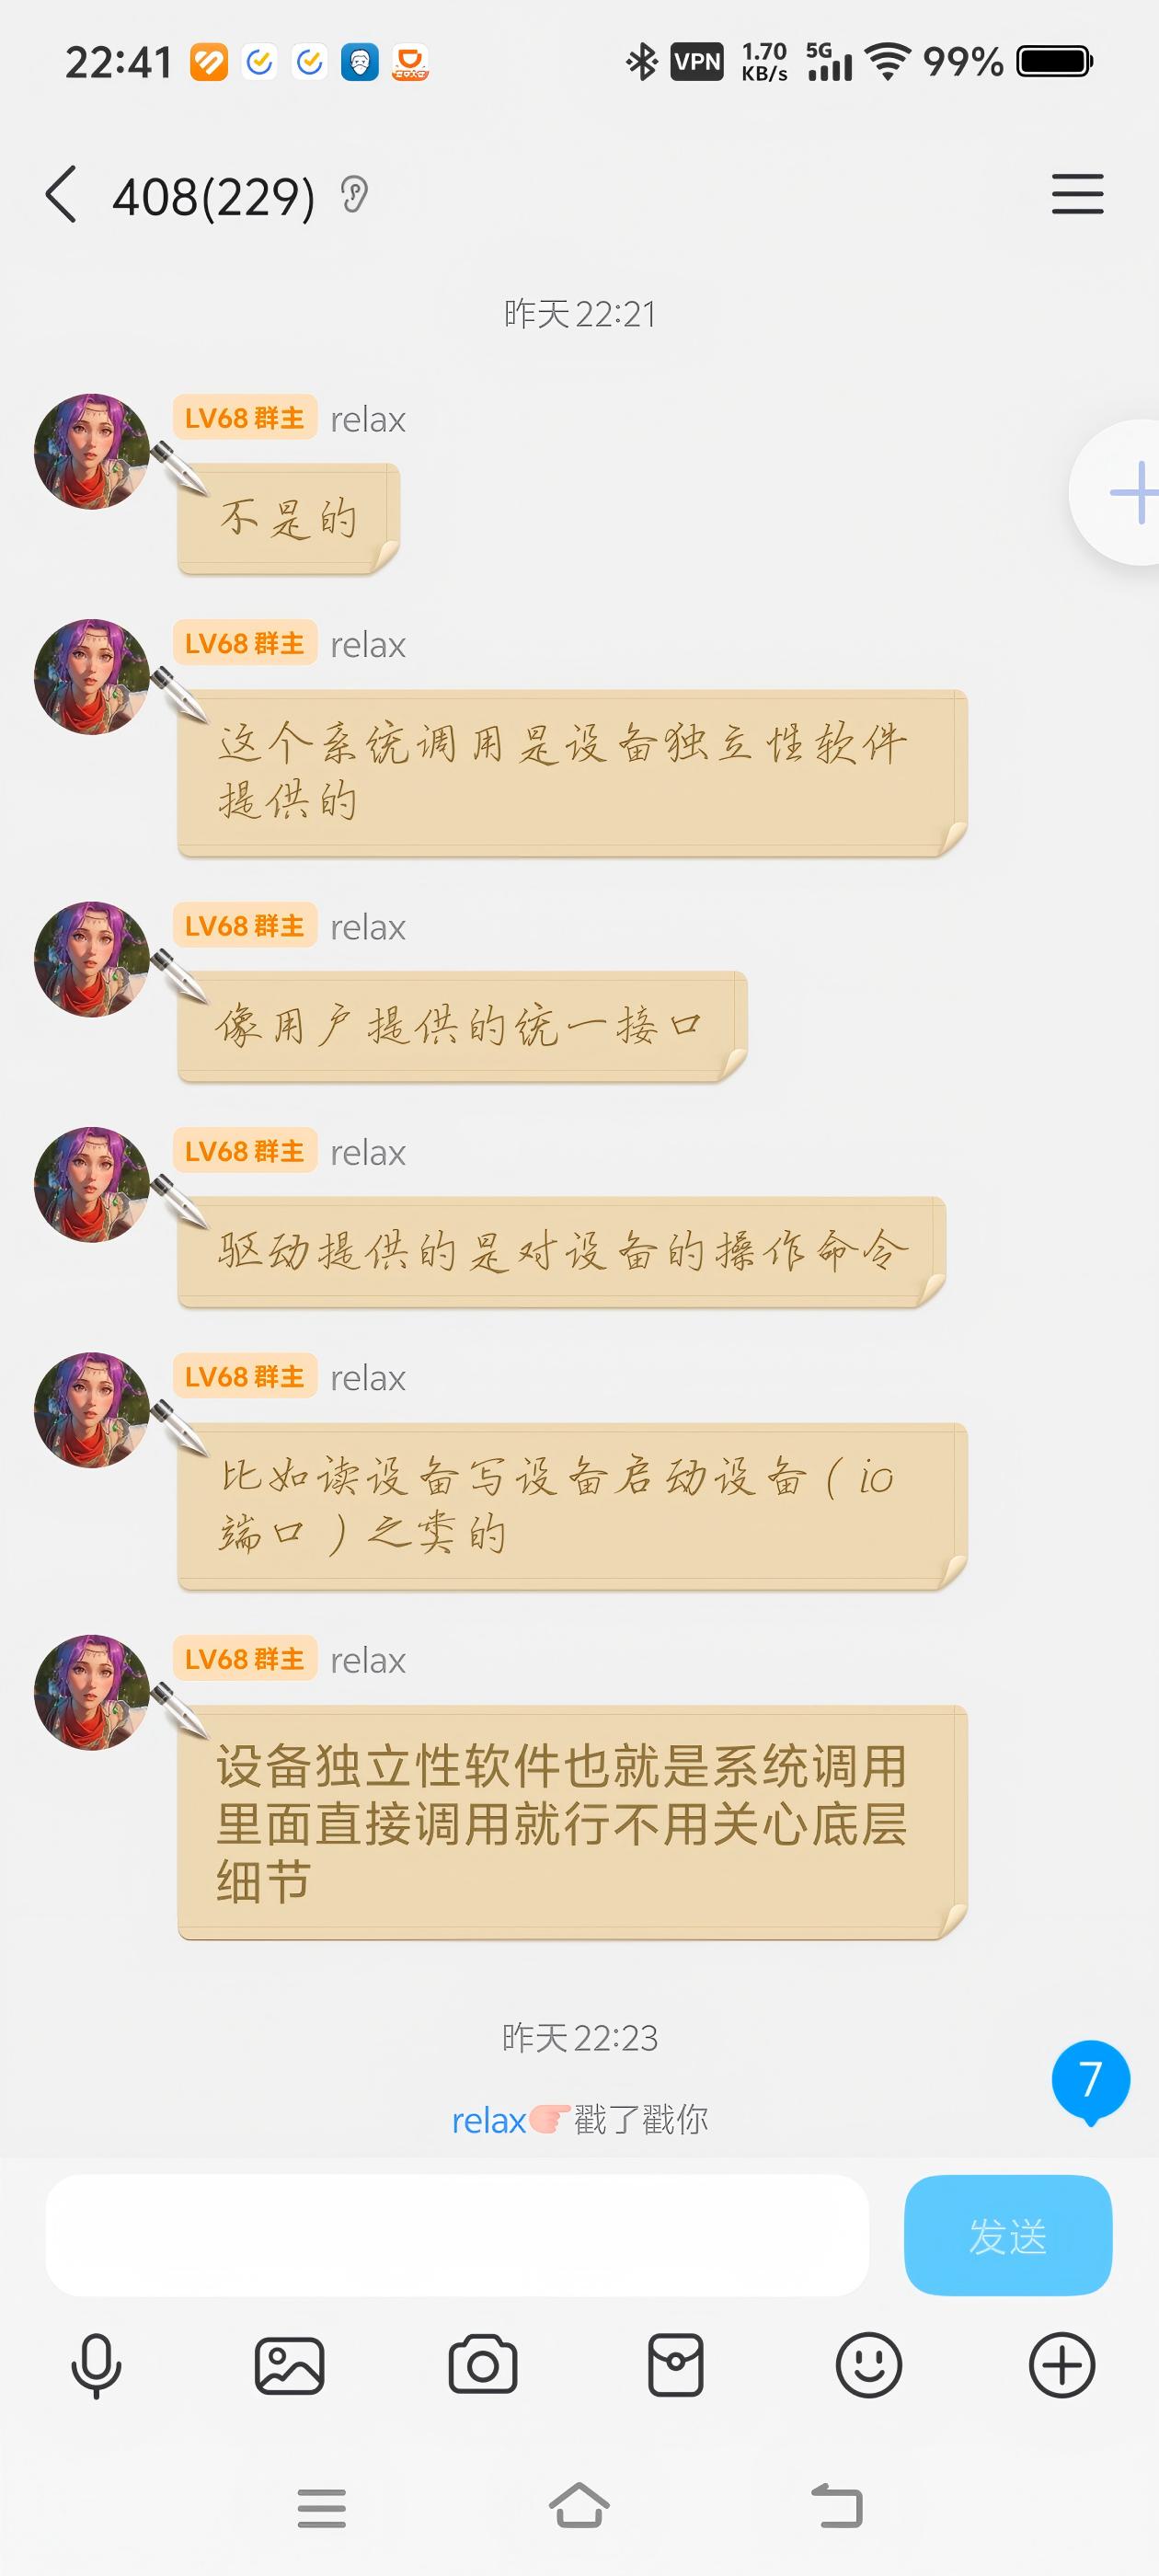 22:41
VPN
1.70
KB/s
5G
99%
408(229)
昨天 22:21
LV68 群主 relax
不是的
LV68 群主 relax
这个系统调用是设备独立性软件
提供的
LV68 群主 relax
像用户提供的统一接口
LV68 群主 relax
驱动提供的是对设备的操作命令
LV68 群主 relax
比如读设备写设备启动设备（io
端口）之类的
LV68 群主 relax
设备独立性软件也就是系统调用
里面直接调用就行不用关心底层
细节
昨天 22:23
7
relax👉戳了戳你
发送